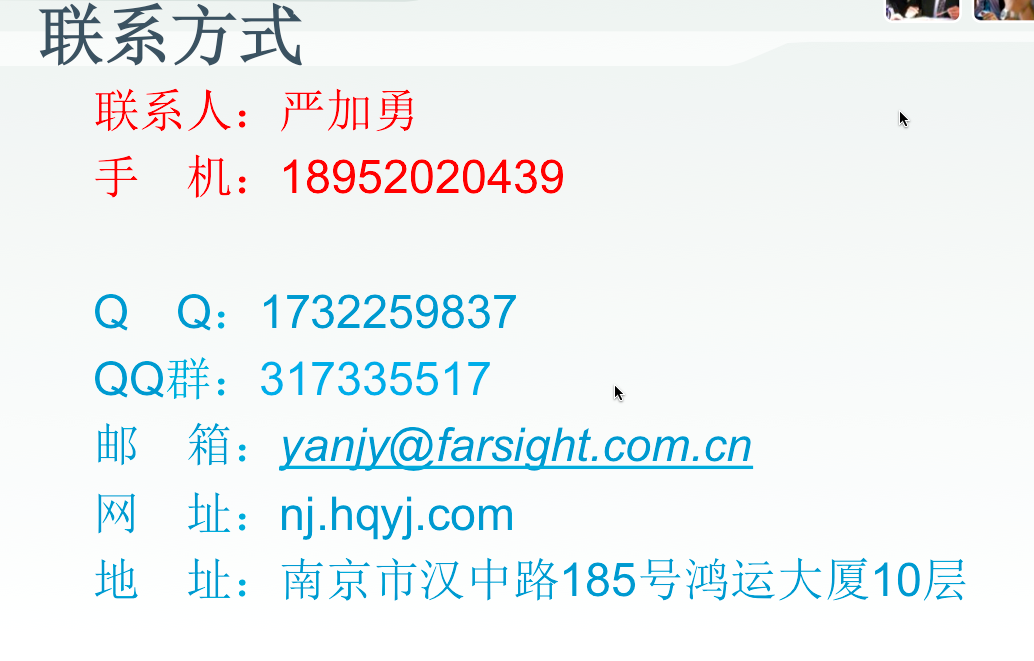 联系方式
联系人：严加勇
手 机：18952020439
Q Q：1732259837
QQ群：317335517
邮 箱：yanjy@farsight.com.cn
网 址：nj.hqyj.com
地 址：南京市汉中路185号鸿运大厦10层